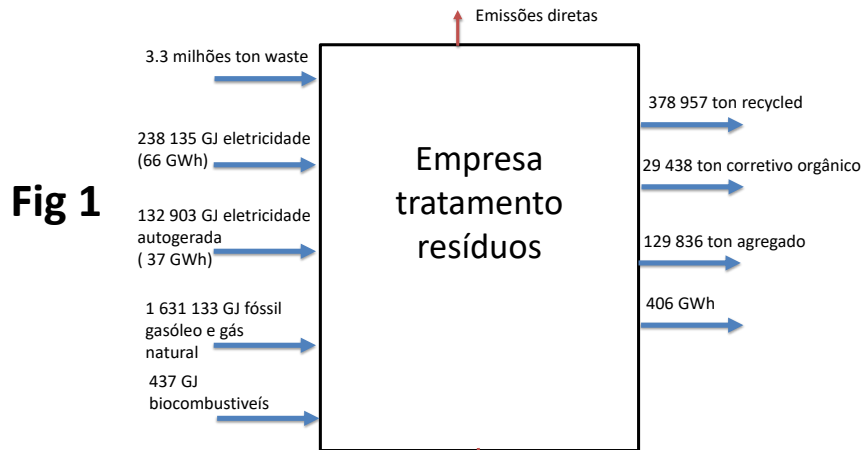 Emissões diretas
3.3 milhões ton waste
238 135 GJ eletricidade
(66 GWh)
Fig 1
132 903 GJ eletricidade
autogerada
( 37 GWh)
1 631 133 GJ fóssil
gasóleo e gás
natural
437 GJ
biocombustiveís
Empresa
tratamento
resíduos
378 957 ton recycled
29 438 ton corretivo orgânico
129 836 ton agregado
406 GWh